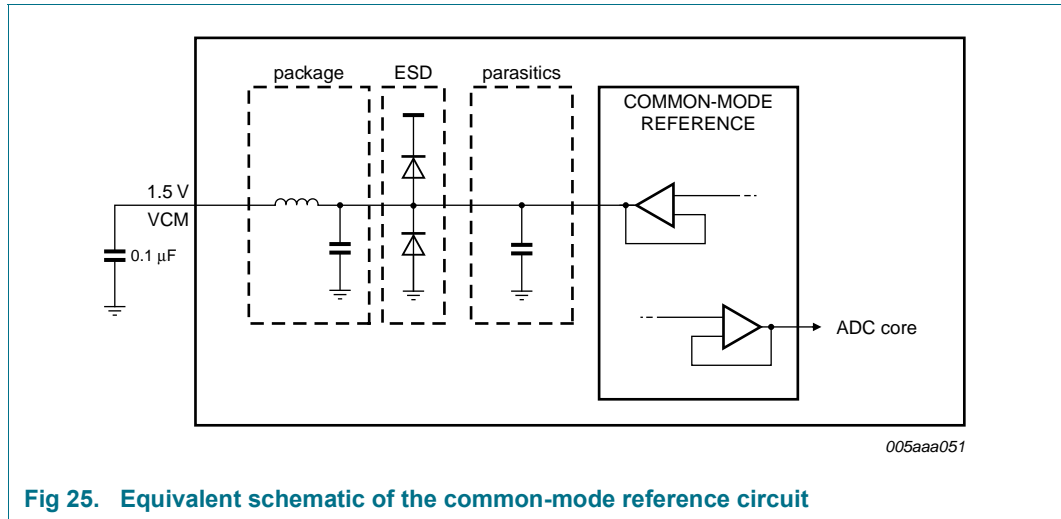 package
ESD
parasitics
COMMON-MODE
REFERENCE
1.5 V
VCM
0.1 μF
ADC core
005aaa051
Fig 25. Equivalent schematic of the common-mode reference circuit